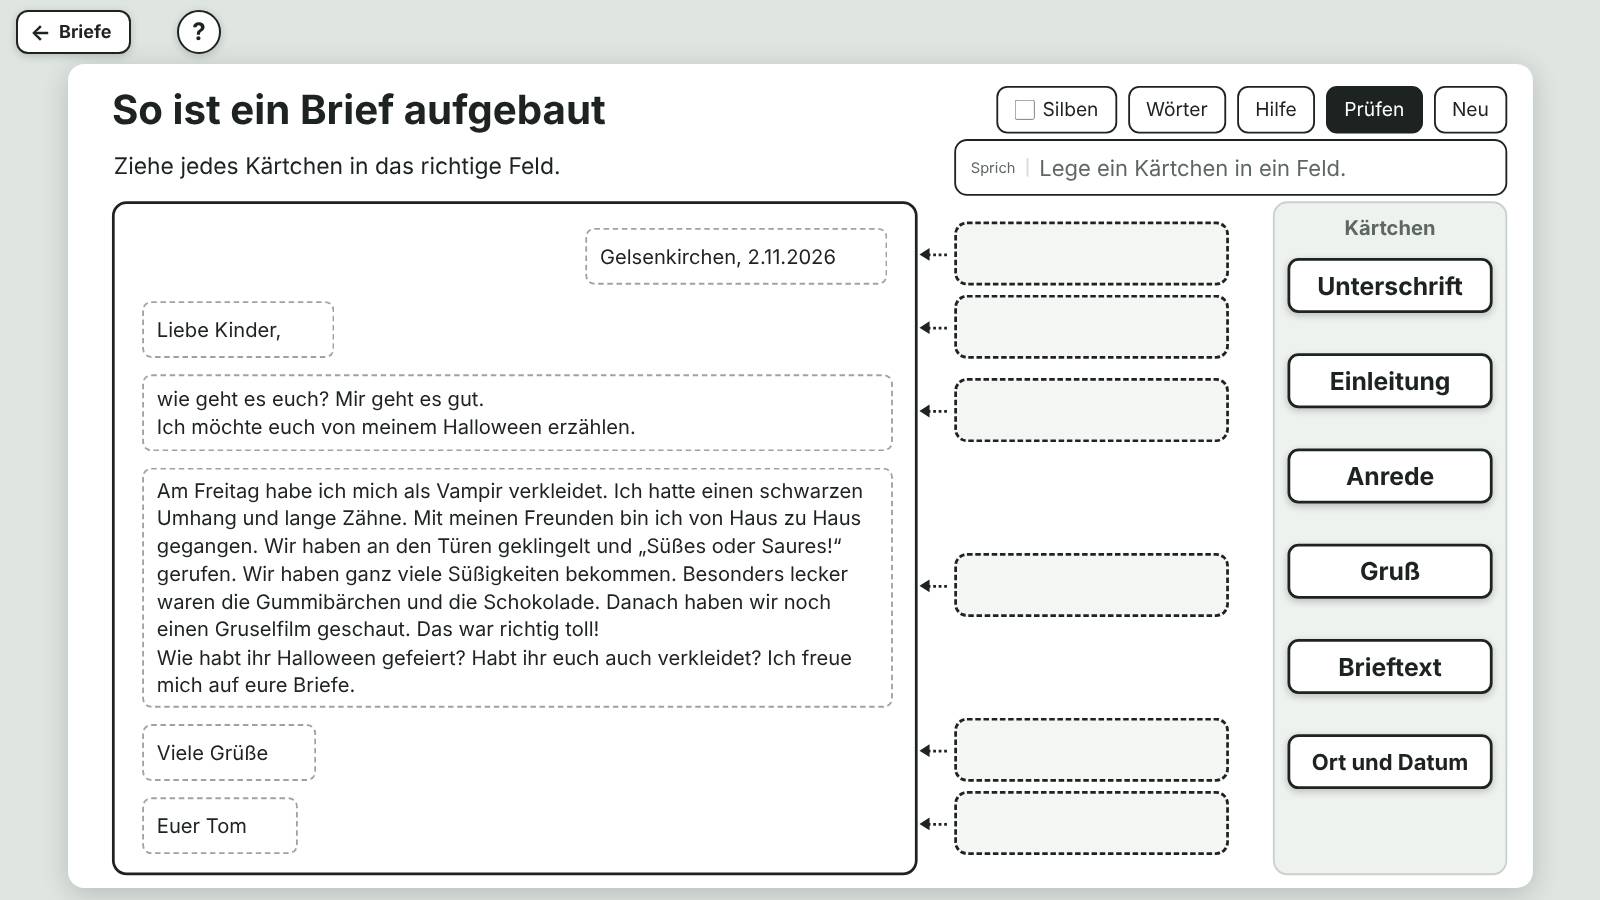 ← Briefe
?
So ist ein Brief aufgebaut
Silben
Wörter
Hilfe
Prüfen
Neu
Ziehe jedes Kärtchen in das richtige Feld.
Sprich
Lege ein Kärtchen in ein Feld.
Gelsenkirchen, 2.11.2026
Liebe Kinder,
wie geht es euch? Mir geht es gut.
Ich möchte euch von meinem Halloween erzählen.
Am Freitag habe ich mich als Vampir verkleidet. Ich hatte einen schwarzen
Umhang und lange Zähne. Mit meinen Freunden bin ich von Haus zu Haus
gegangen. Wir haben an den Türen geklingelt und „Süßes oder Saures!“
gerufen. Wir haben ganz viele Süßigkeiten bekommen. Besonders lecker
waren die Gummibärchen und die Schokolade. Danach haben wir noch
einen Gruselfilm geschaut. Das war richtig toll!
Wie habt ihr Halloween gefeiert? Habt ihr euch auch verkleidet? Ich freue
mich auf eure Briefe.
Viele Grüße
Euer Tom
Kärtchen
Unterschrift
Einleitung
Anrede
Gruß
Brieftext
Ort und Datum